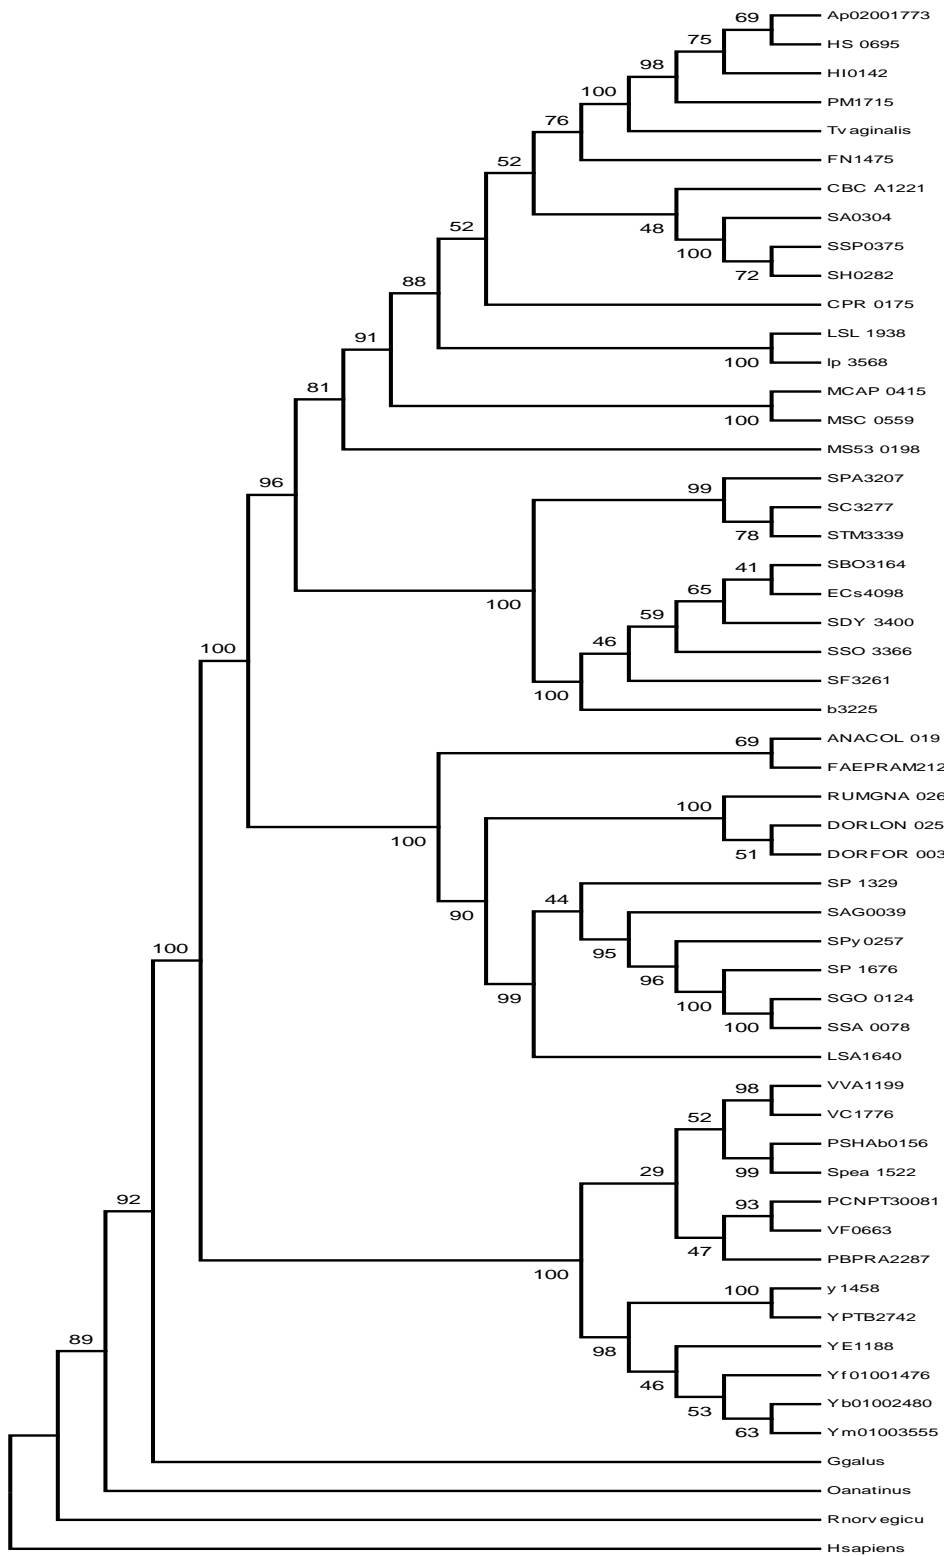 69 Ap02001773
75 HS 0695
98 HI0142
100 PM1715
76 Tvaginalis
52 FN1475
CBC A1221
48 SA0304
52 100 SSP0375
72 SH0282
88 CPR 0175
91 LSL 1938
100 lp 3568
81 MCAP 0415
100 MSC 0559
MS53 0198
96 99 SPA3207
SC3277
78 STM3339
41 SBO3164
65 ECs4098
100 59 SDY 3400
46 SSO 3366
100 SF3261
100 b3225
69 ANACOL 019
FAEPRAM212
100 RUMGNA 026
100 DORLON 025
51 DORFOR 003
44 SP 1329
90 SAG0039
95 SPy0257
100 96 SP 1676
99 100 SGO 0124
100 SSA 0078
LSA1640
98 VVA1199
52 VC1776
PSHAb0156
29 99 Spea 1522
92 93 PCNPT30081
VF0663
47 PBPRA2287
100 100 y1458
YPTB2742
89 98 YE1188
46 Yf01001476
53 Yb01002480
63 Ym01003555
Ggalus
Oanatinus
Rnorvegicu
Hsapiens